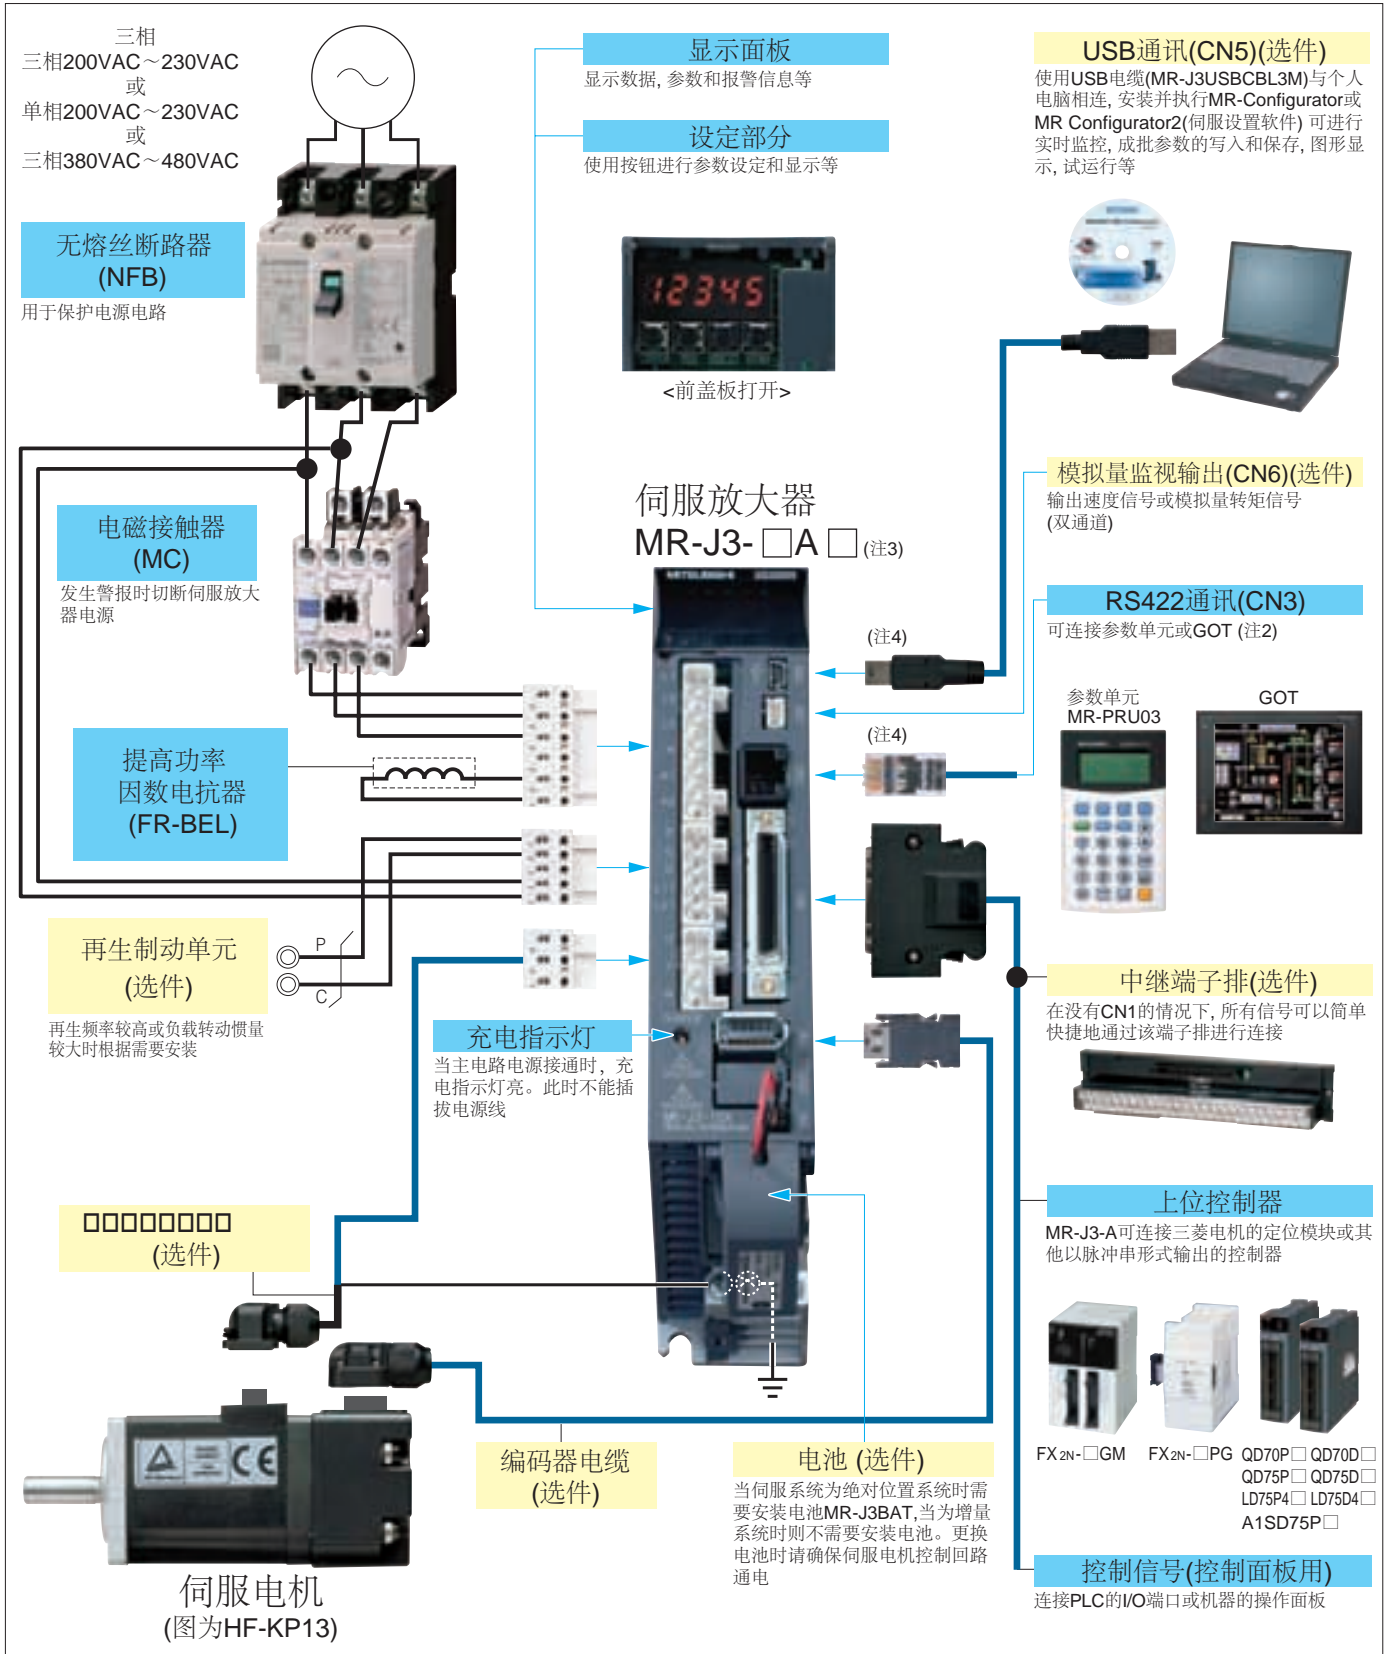 三相
三相200VAC～230VAC
或
单相200VAC～230VAC
或
三相380VAC～480VAC
无熔丝断路器
(NFB)
用于保护电源电路
显示面板
显示数据, 参数和报警信息等
设定部分
使用按钮进行参数设定和显示等
12345
<前盖板打开>
USB通讯(CN5)(选件)
使用USB电缆(MR-J3USBCBL3M)与个人
电脑相连, 安装并执行MR-Configurator或
MR Configurator2(伺服设置软件) 可进行
实时监控, 成批参数的写入和保存, 图形显
示, 试运行等
模拟量监视输出(CN6)(选件)
输出速度信号或模拟量转矩信号
(双通道)
电磁接触器
(MC)
发生警报时切断伺服放大
器电源
伺服放大器
MR-J3- □A □ (注3)
RS422通讯(CN3)
可连接参数单元或GOT (注2)
(注4)
(注4)
参数单元
MR-PRU03
GOT
提高功率
因数电抗器
(FR-BEL)
再生制动单元
(选件)
P
C
再生频率较高或负载转动惯量
较大时根据需要安装
充电指示灯
当主电路电源接通时，充
电指示灯亮。此时不能插
拔电源线
中继端子排(选件)
在没有CN1的情况下, 所有信号可以简单
快捷地通过该端子排进行连接
上位控制器
MR-J3-A可连接三菱电机的定位模块或其
他以脉冲串形式输出的控制器
□□□□□□□□
(选件)
CE
FX2N-□GM
FX2N-□PG
QD70P□ QD70D□
QD75P□ QD75D□
LD75P4□ LD75D4□
A1SD75P□
编码器电缆
(选件)
电池 (选件)
当伺服系统为绝对位置系统时需
要安装电池MR-J3BAT,当为增量
系统时则不需要安装电池。更换
电池时请确保伺服电机控制回路
通电
控制信号(控制面板用)
连接PLC的I/O端口或机器的操作面板
伺服电机
(图为HF-KP13)